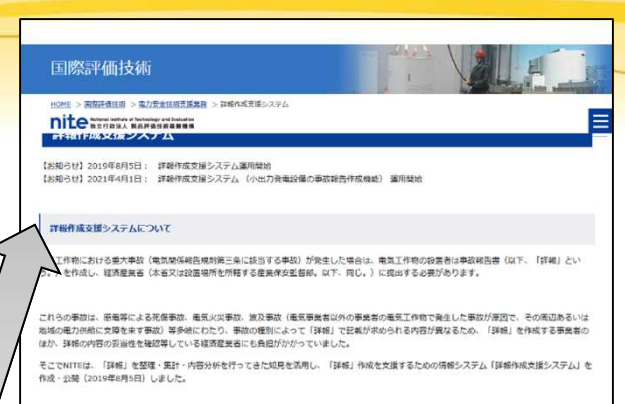 国際評価技術
HOME > 国際評価技術 > 電力安全技術支援業務 > 詳報作成支援システム
nite National Institute of Technology and Evaluation
独立行政法人 製品評価技術基盤機構
詳報作成支援システム
【お知らせ】2019年8月5日： 詳報作成支援システム運用開始
【お知らせ】2021年4月1日： 詳報作成支援システム （小出力発電設備の事故報告作成機能） 運用開始
詳報作成支援システムについて
工作物における重大事故（電気関係報告規則第三条に該当する事故）が発生した場合は、電気工作物の設置者は事故報告書（以下、「詳報」とい
う。）を作成し、経済産業省（本省又は設置場所を所轄する産業保安監督部。以下、同じ。）に提出する必要があります。
これらの事故は、感電等による死傷事故、電気火災事故、波及事故（電気事業者以外の事業者の電気工作物で発生した事故が原因で、その周辺あるいは
地域の電力供給に支障を来す事故）等多岐にわたり、事故の種別によって「詳報」で記載が求められる内容が異なるため、「詳報」を作成する事業者の
ほか、詳報の内容の妥当性を確認等している経済産業省にも負担がかかっていました。
そこでNITEは、「詳報」を整理・集計・内容分析を行ってきた知見を活用し、「詳報」作成を支援するための情報システム「詳報作成支援システム」を
作成・公開（2019年8月5日）しました。